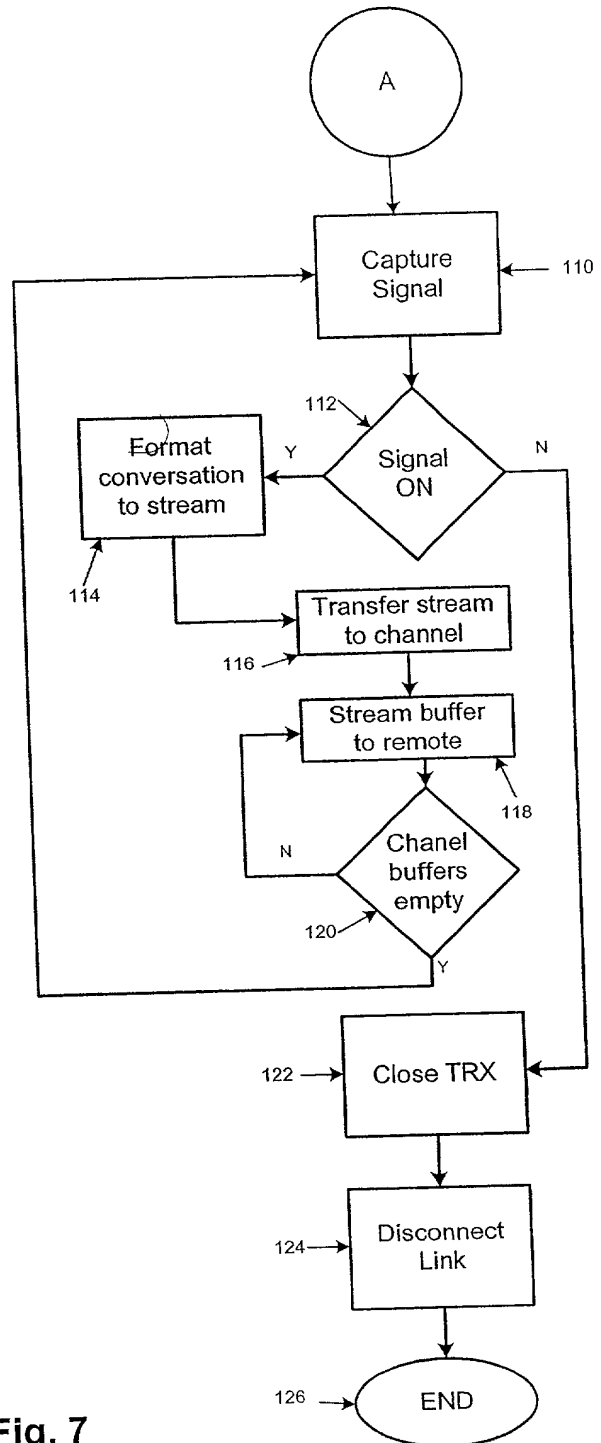 A
Capture
Signal
110
112
Signal
ON
Y
N
Format
conversation
to stream
114
Transfer stream
to channel
116
Stream buffer
to remote
118
N
Chanel
buffers
empty
120
Y
122
Close TRX
124
Disconnect
Link
126
END
Fig. 7